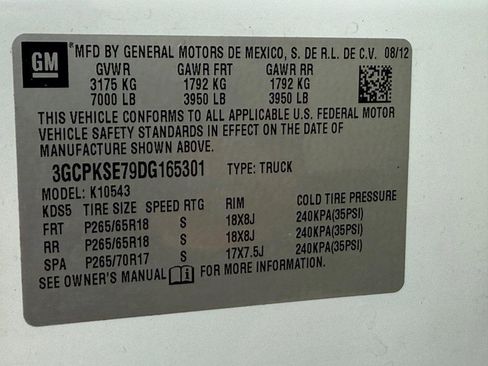 GM
*MFD BY GENERAL MOTORS DE MEXICO, S. DE R.L. DE C.V. 08/12
GVWR GAWR FRT GAWR RR
3175 KG 1792 KG 1792 KG
7000 LB 3950 LB 3950 LB
THIS VEHICLE CONFORMS TO ALL APPLICABLE U.S. FEDERAL MOTOR
VEHICLE SAFETY STANDARDS IN EFFECT ON THE DATE OF
MANUFACTURE SHOWN ABOVE.
3GCPKSE79DG165301 TYPE: TRUCK
MODEL: K10543
KDS5 TIRE SIZE SPEED RTG RIM COLD TIRE PRESSURE
FRT P265/65R18 S 18X8J 240KPA(35PSI)
RR P265/65R18 S 18X8J 240KPA(35PSI)
SPA P265/70R17 S 17X7.5J 240KPA(35PSI)
SEE OWNER'S MANUAL FOR MORE INFORMATION.